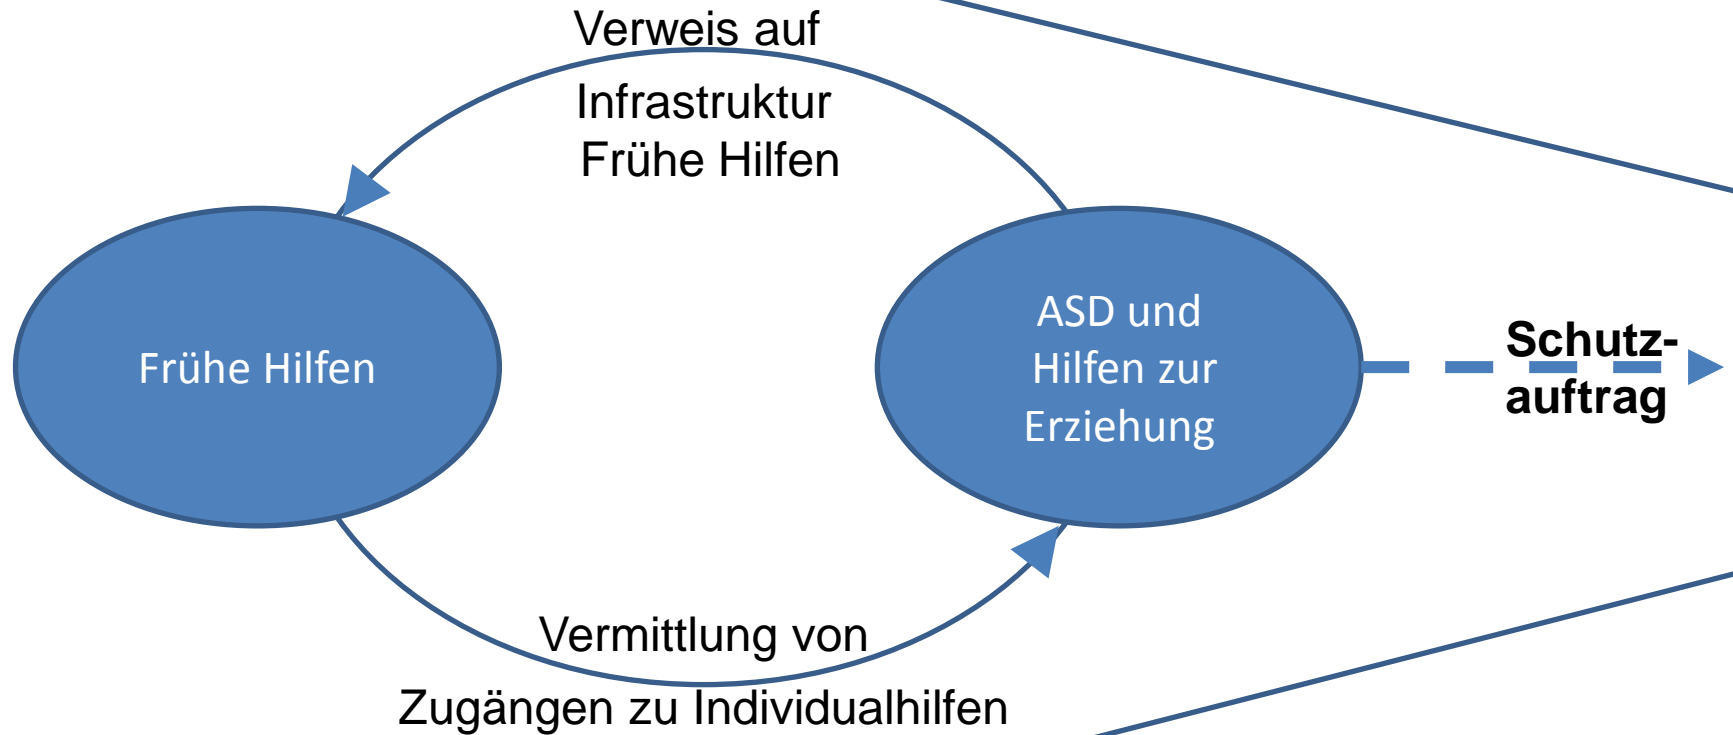 Verweis auf
Infrastruktur
Frühe Hilfen
Frühe Hilfen
ASD und
Hilfen zur
Erziehung
Schutz-
auftrag
Vermittlung von
Zugängen zu Individualhilfen